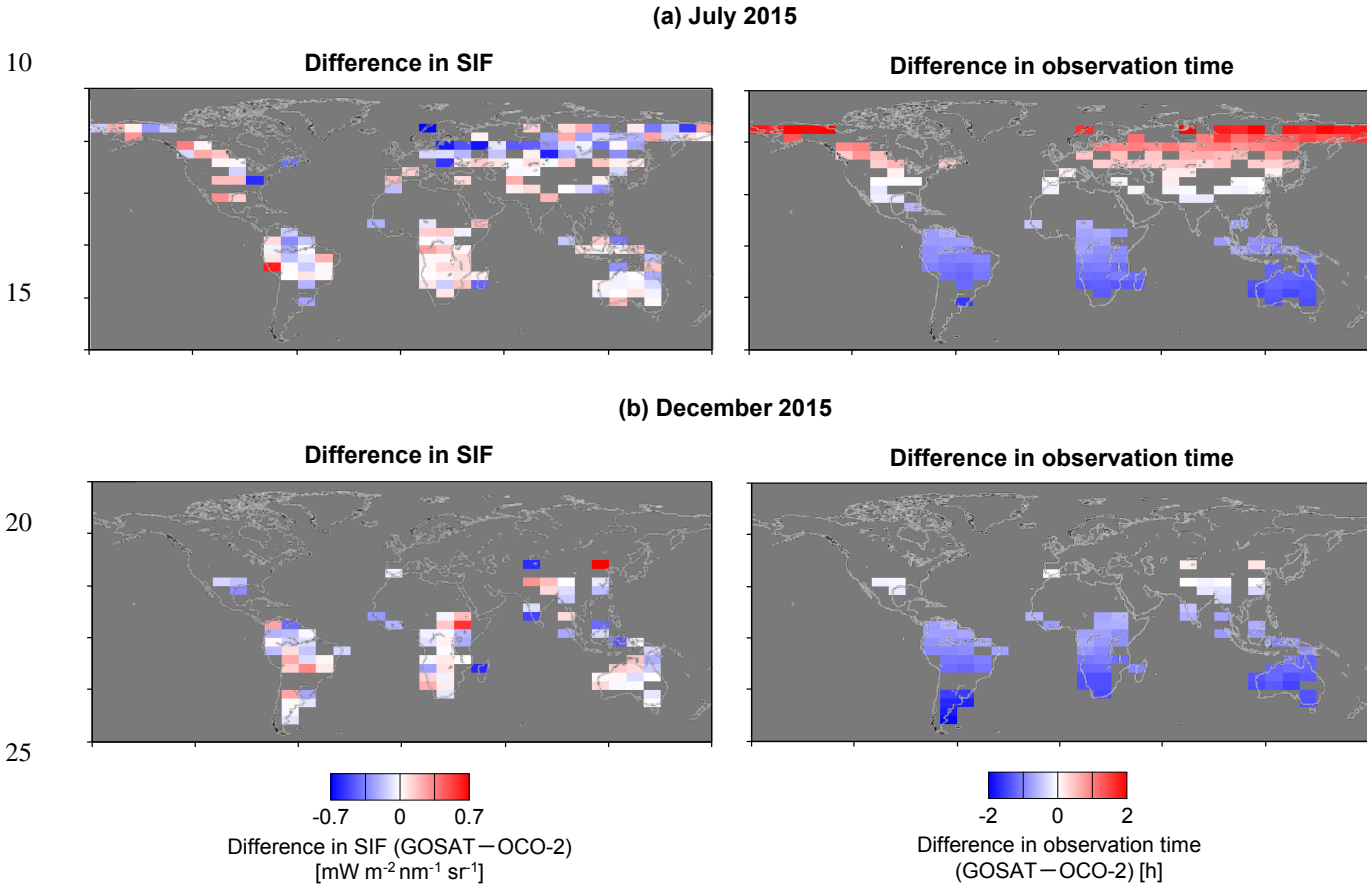 (a) July 2015
10
Difference in SIF
Difference in observation time
15
(b) December 2015
Difference in SIF
Difference in observation time
20
25
-0.7 0 0.7
Difference in SIF (GOSAT－OCO-2)
[mW m-2 nm-1 sr-1]
-2 0 2
Difference in observation time
(GOSAT－OCO-2) [h]